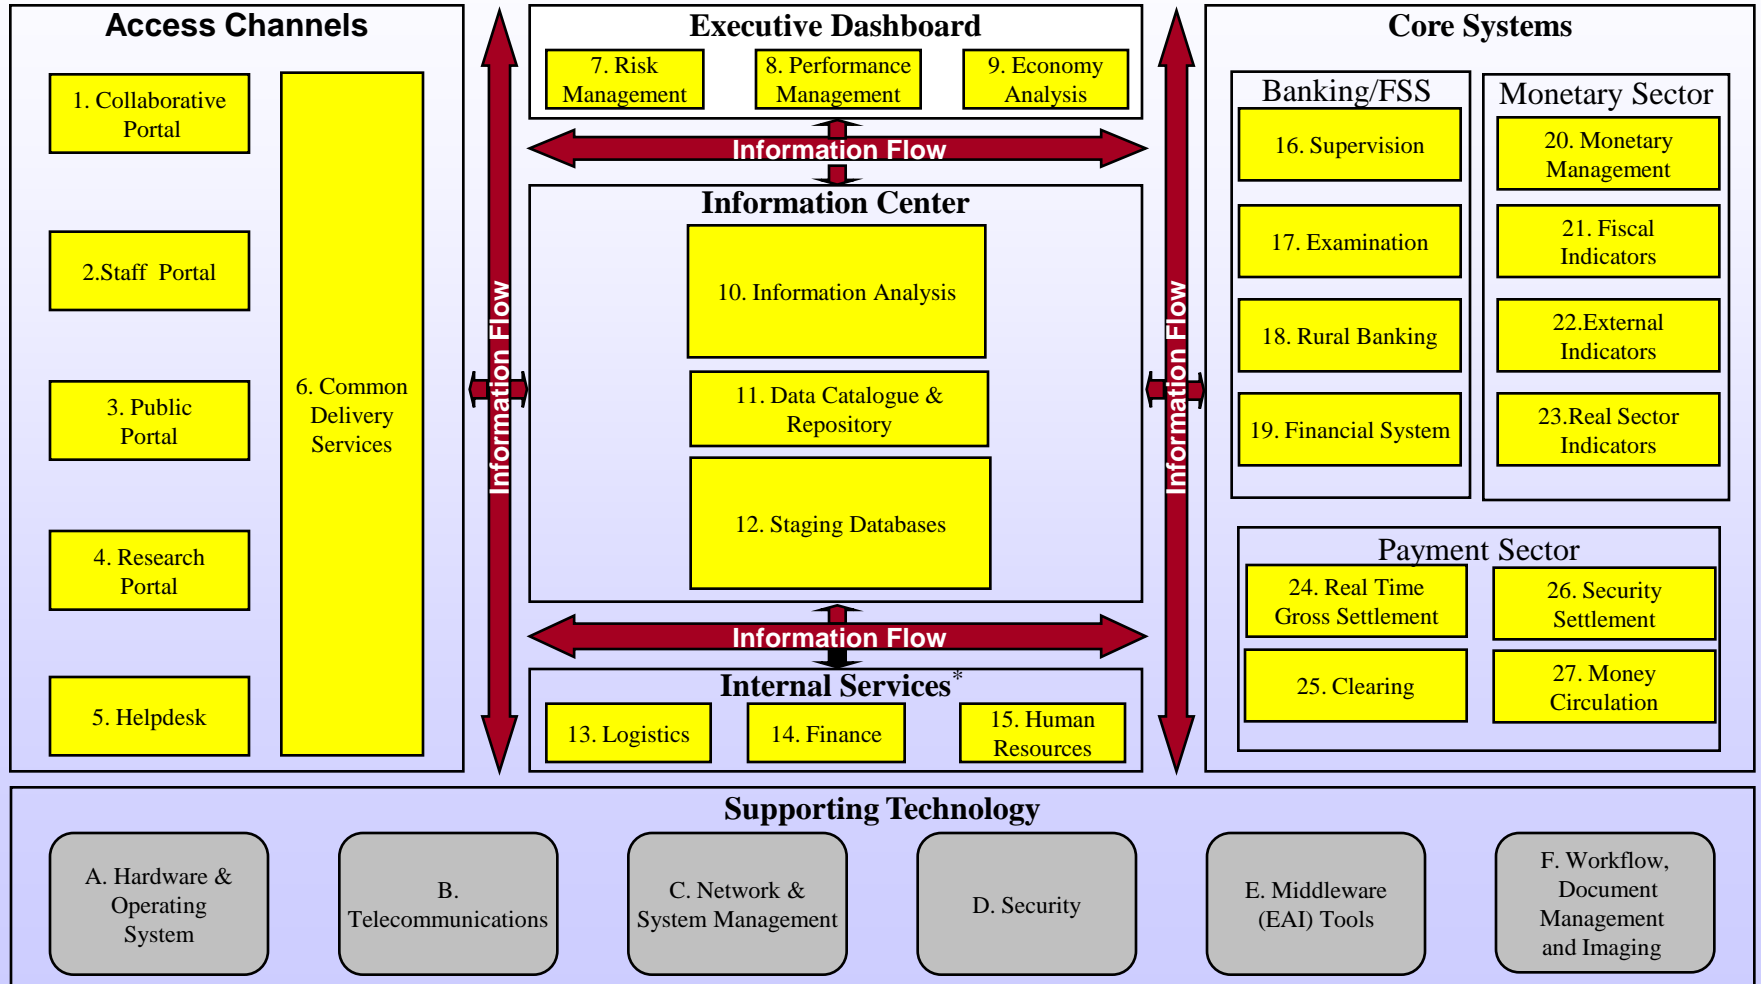 Access Channels
1. Collaborative
Portal
2.Staff  Portal
3. Public
Portal
4. Research
Portal
5. Helpdesk
6. Common
Delivery
Services
Information Flow
Executive Dashboard
7. Risk
Management
8. Performance
Management
9. Economy
Analysis
Information Flow
Information Center
10. Information Analysis
11. Data Catalogue &
Repository
12. Staging Databases
Information Flow
Internal Services*
13. Logistics
14. Finance
15. Human
Resources
Information Flow
Core Systems
Banking/FSS
16. Supervision
17. Examination
18. Rural Banking
19. Financial System
Monetary Sector
20. Monetary
Management
21. Fiscal
Indicators
22.External
Indicators
23.Real Sector
Indicators
Payment Sector
24. Real Time
Gross Settlement
25. Clearing
26. Security
Settlement
27. Money
Circulation
Supporting Technology
A. Hardware &
Operating
System
B.
Telecommunications
C. Network &
System Management
D. Security
E. Middleware
(EAI) Tools
F. Workflow,
Document
Management
and Imaging